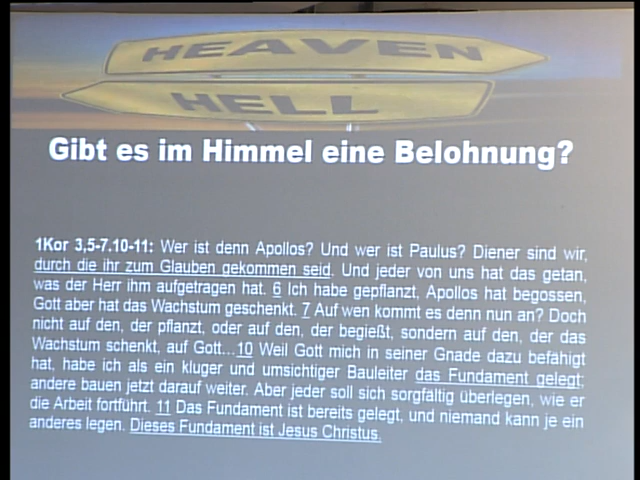 HEAVEN
HELL
Gibt es im Himmel eine Belohnung?
1Kor 3,5-7.10-11: Wer ist denn Apollos? Und wer ist Paulus? Diener sind wir,
durch die ihr zum Glauben gekommen seid. Und jeder von uns hat das getan,
was der Herr ihm aufgetragen hat. 6 Ich habe gepflanzt, Apollos hat begossen,
Gott aber hat das Wachstum geschenkt. 7 Auf wen kommt es denn nun an? Doch
nicht auf den, der pflanzt, oder auf den, der begießt, sondern auf den, der das
Wachstum schenkt, auf Gott...10 Weil Gott mich in seiner Gnade dazu befähigt
hat, habe ich als ein kluger und umsichtiger Bauleiter das Fundament gelegt;
andere bauen jetzt darauf weiter. Aber jeder soll sich sorgfältig überlegen, wie er
die Arbeit fortführt. 11 Das Fundament ist bereits gelegt, und niemand kann je ein
anderes legen. Dieses Fundament ist Jesus Christus.